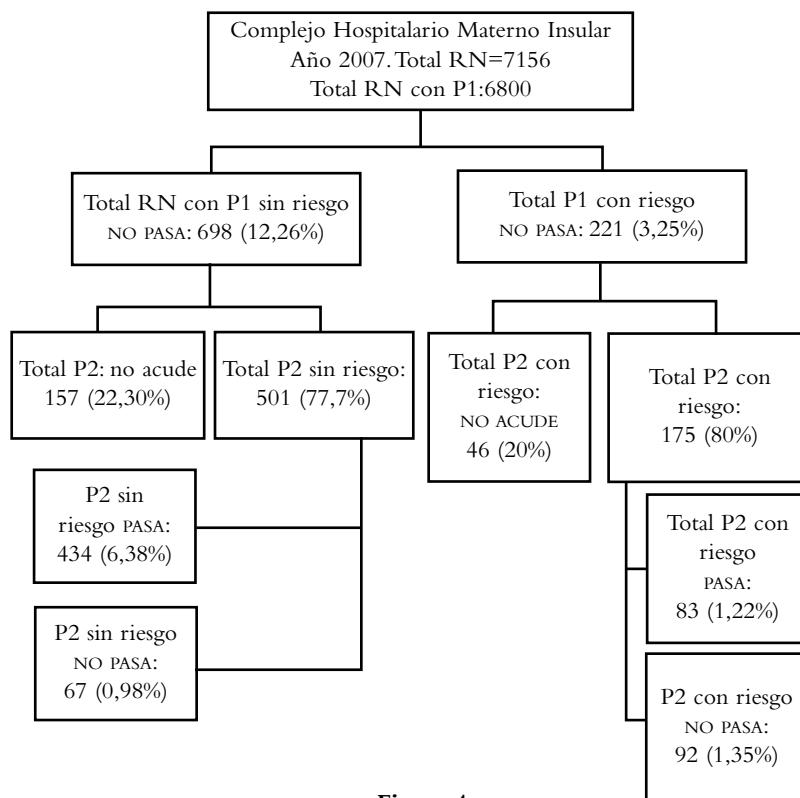 Complejo Hospitalario Materno Insular
Año 2007. Total RN=7156
Total RN con P1:6800
Total RN con P1 sin riesgo
NO PASA: 698 (12,26%)
Total P1 con riesgo
NO PASA: 221 (3,25%)
Total P2: no acude
157 (22,30%)
Total P2 sin riesgo:
501 (77,7%)
Total P2 con
riesgo:
NO ACUDE
46 (20%)
Total P2 con
riesgo:
175 (80%)
P2 sin
riesgo PASA:
434 (6,38%)
P2 sin riesgo
NO PASA:
67 (0,98%)
Total P2 con
riesgo
PASA:
83 (1,22%)
P2 con riesgo
NO PASA:
92 (1,35%)